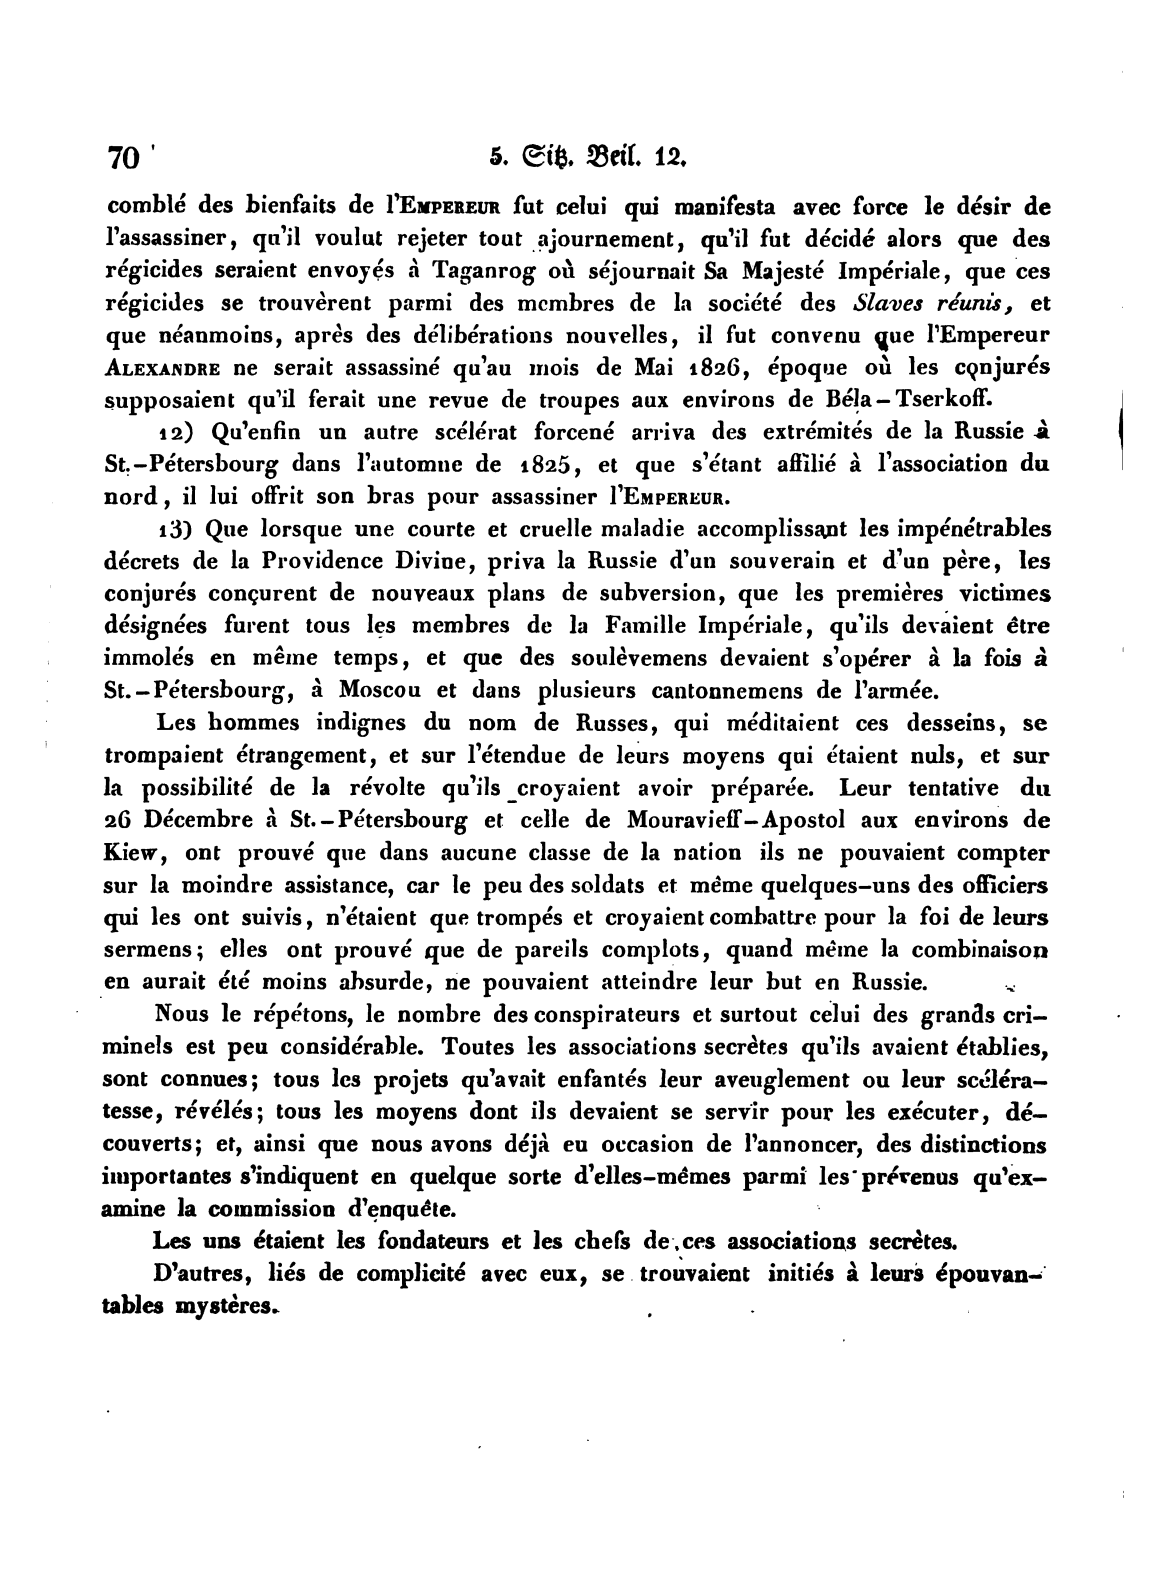 70 5. Sitz. Beil. 12.
comblé des bienfaits de l'EMPEREUR fut celui qui manifesta avec force le désir de
l'assassiner, qu'il voulut rejeter tout ajournement, qu'il fut décidé alors que des
régicides seraient envoyés à Taganrog où séjournait Sa Majesté Impériale, que ces
régicides se trouvèrent parmi des membres de la société des Slaves réunis, et
que néanmoins, après des délibérations nouvelles, il fut convenu que l'Empereur
ALEXANDRE ne serait assassiné qu'au mois de Mai 1826, époque où les conjurés
supposaient qu'il ferait une revue de troupes aux environs de Béla-Tserkoff.
12) Qu'enfin un autre scélérat forcené arriva des extrémités de la Russie à
St.-Pétersbourg dans l'automne de 1825, et que s'étant affilié à l'association du
nord, il lui offrit son bras pour assassiner l'EMPEREUR.
13) Que lorsque une courte et cruelle maladie accomplissant les impénétrables
décrets de la Providence Divine, priva la Russie d'un souverain et d'un père, les
conjurés conçurent de nouveaux plans de subversion, que les premières victimes
désignées furent tous les membres de la Famille Impériale, qu'ils devaient être
immolés en même temps, et que des soulèvemens devaient s'opérer à la fois à
St.-Pétersbourg, à Moscou et dans plusieurs cantonnemens de l'armée.
Les hommes indignes du nom de Russes, qui méditaient ces desseins, se
trompaient étrangement, et sur l'étendue de leurs moyens qui étaient nuls, et sur
la possibilité de la révolte qu'ils croyaient avoir préparée. Leur tentative du
26 Décembre à St.-Pétersbourg et celle de Mouravieff-Apostol aux environs de
Kiew, ont prouvé que dans aucune classe de la nation ils ne pouvaient compter
sur la moindre assistance, car le peu des soldats et même quelques-uns des officiers
qui les ont suivis, n'étaient que trompés et croyaient combattre pour la foi de leurs
sermens; elles ont prouvé que de pareils complots, quand même la combinaison
en aurait été moins absurde, ne pouvaient atteindre leur but en Russie.
Nous le répétons, le nombre des conspirateurs et surtout celui des grands cri-
minels est peu considérable. Toutes les associations secrètes qu'ils avaient établies,
sont connues; tous les projets qu'avait enfantés leur aveuglement ou leur scéléra-
tesse, révélés; tous les moyens dont ils devaient se servir pour les exécuter, dé-
couverts; et, ainsi que nous avons déjà eu occasion de l'annoncer, des distinctions
importantes s'indiquent en quelque sorte d'elles-mêmes parmi les prévenus qu'ex-
amine la commission d'enquête.
Les uns étaient les fondateurs et les chefs de ces associations secrètes.
D'autres, liés de complicité avec eux, se trouvaient initiés à leurs épouvan-
tables mystères.